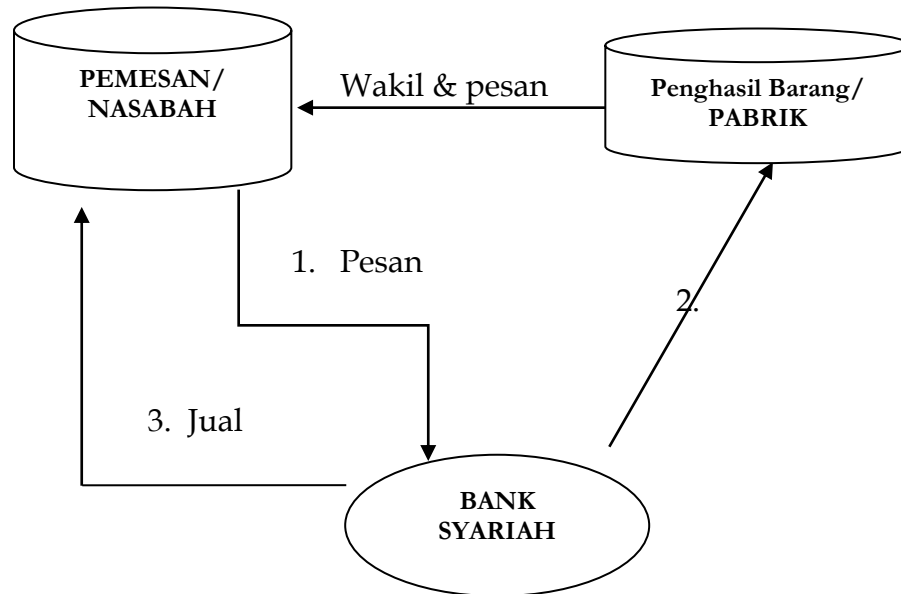 PEMESAN/
NASABAH
Wakil & pesan
Penghasil Barang/
PABRIK
1. Pesan
2.
3. Jual
BANK
SYARIAH